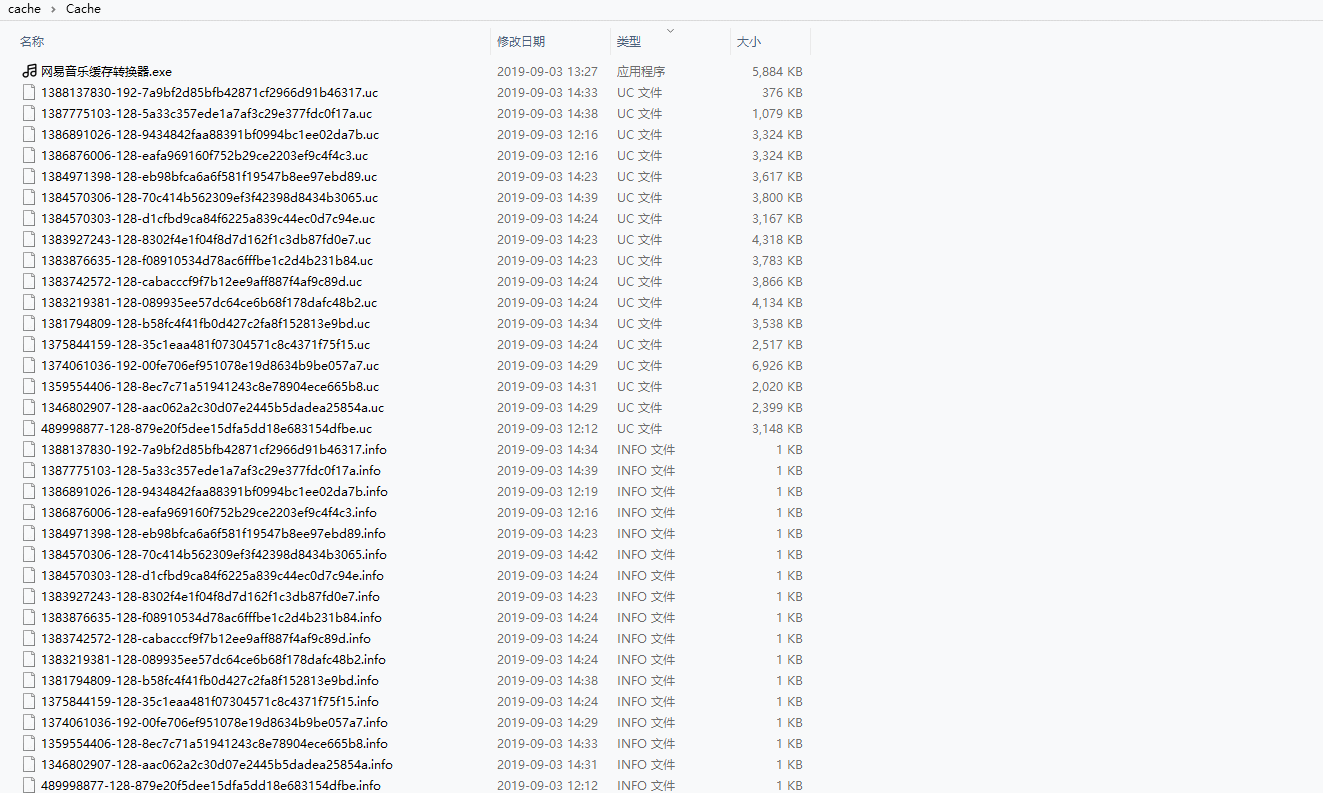 cache › Cache
名称 修改日期 类型 大小
网易音乐缓存转换器.exe 2019-09-03 13:27 应用程序 5,884 KB
1388137830-192-7a9bf2d85bfb42871cf2966d91b46317.uc 2019-09-03 14:33 UC 文件 376 KB
1387775103-128-5a33c357ede1a7af3c29e377fdc0f17a.uc 2019-09-03 14:38 UC 文件 1,079 KB
1386891026-128-9434842faa88391bf0994bc1ee02da7b.uc 2019-09-03 12:16 UC 文件 3,324 KB
1386876006-128-eafa969160f752b29ce2203ef9c4f4c3.uc 2019-09-03 12:16 UC 文件 3,324 KB
1384971398-128-eb98bfca6a6f581f19547b8ee97ebd89.uc 2019-09-03 14:23 UC 文件 3,617 KB
1384570306-128-70c414b562309ef3f42398d8434b3065.uc 2019-09-03 14:39 UC 文件 3,800 KB
1384570303-128-d1cfbd9ca84f6225a839c44ec0d7c94e.uc 2019-09-03 14:24 UC 文件 3,167 KB
1383927243-128-8302f4e1f04f8d7d162f1c3db87fd0e7.uc 2019-09-03 14:23 UC 文件 4,318 KB
1383876635-128-f08910534d78ac6fffbe1c2d4b231b84.uc 2019-09-03 14:23 UC 文件 3,783 KB
1383742572-128-cabacccf9f7b12ee9aff887f4af9c89d.uc 2019-09-03 14:24 UC 文件 3,866 KB
1383219381-128-089935ee57dc64ce6b68f178dafc48b2.uc 2019-09-03 14:24 UC 文件 4,134 KB
1381794809-128-b58fc4f41fb0d427c2fa8f152813e9bd.uc 2019-09-03 14:34 UC 文件 3,538 KB
1375844159-128-35c1eaa481f07304571c8c4371f75f15.uc 2019-09-03 14:24 UC 文件 2,517 KB
1374061036-192-00fe706ef951078e19d8634b9be057a7.uc 2019-09-03 14:29 UC 文件 6,926 KB
1359554406-128-8ec7c71a51941243c8e78904ece665b8.uc 2019-09-03 14:31 UC 文件 2,020 KB
1346802907-128-aac062a2c30d07e2445b5dadea25854a.uc 2019-09-03 14:29 UC 文件 2,399 KB
489998877-128-879e20f5dee15dfa5dd18e683154dfbe.uc 2019-09-03 12:12 UC 文件 3,148 KB
1388137830-192-7a9bf2d85bfb42871cf2966d91b46317.info 2019-09-03 14:34 INFO 文件 1 KB
1387775103-128-5a33c357ede1a7af3c29e377fdc0f17a.info 2019-09-03 14:39 INFO 文件 1 KB
1386891026-128-9434842faa88391bf0994bc1ee02da7b.info 2019-09-03 12:19 INFO 文件 1 KB
1386876006-128-eafa969160f752b29ce2203ef9c4f4c3.info 2019-09-03 12:16 INFO 文件 1 KB
1384971398-128-eb98bfca6a6f581f19547b8ee97ebd89.info 2019-09-03 14:23 INFO 文件 1 KB
1384570306-128-70c414b562309ef3f42398d8434b3065.info 2019-09-03 14:42 INFO 文件 1 KB
1384570303-128-d1cfbd9ca84f6225a839c44ec0d7c94e.info 2019-09-03 14:24 INFO 文件 1 KB
1383927243-128-8302f4e1f04f8d7d162f1c3db87fd0e7.info 2019-09-03 14:23 INFO 文件 1 KB
1383876635-128-f08910534d78ac6fffbe1c2d4b231b84.info 2019-09-03 14:24 INFO 文件 1 KB
1383742572-128-cabacccf9f7b12ee9aff887f4af9c89d.info 2019-09-03 14:24 INFO 文件 1 KB
1383219381-128-089935ee57dc64ce6b68f178dafc48b2.info 2019-09-03 14:24 INFO 文件 1 KB
1381794809-128-b58fc4f41fb0d427c2fa8f152813e9bd.info 2019-09-03 14:38 INFO 文件 1 KB
1375844159-128-35c1eaa481f07304571c8c4371f75f15.info 2019-09-03 14:24 INFO 文件 1 KB
1374061036-192-00fe706ef951078e19d8634b9be057a7.info 2019-09-03 14:29 INFO 文件 1 KB
1359554406-128-8ec7c71a51941243c8e78904ece665b8.info 2019-09-03 14:33 INFO 文件 1 KB
1346802907-128-aac062a2c30d07e2445b5dadea25854a.info 2019-09-03 14:31 INFO 文件 1 KB
489998877-128-879e20f5dee15dfa5dd18e683154dfbe.info 2019-09-03 12:12 INFO 文件 1 KB